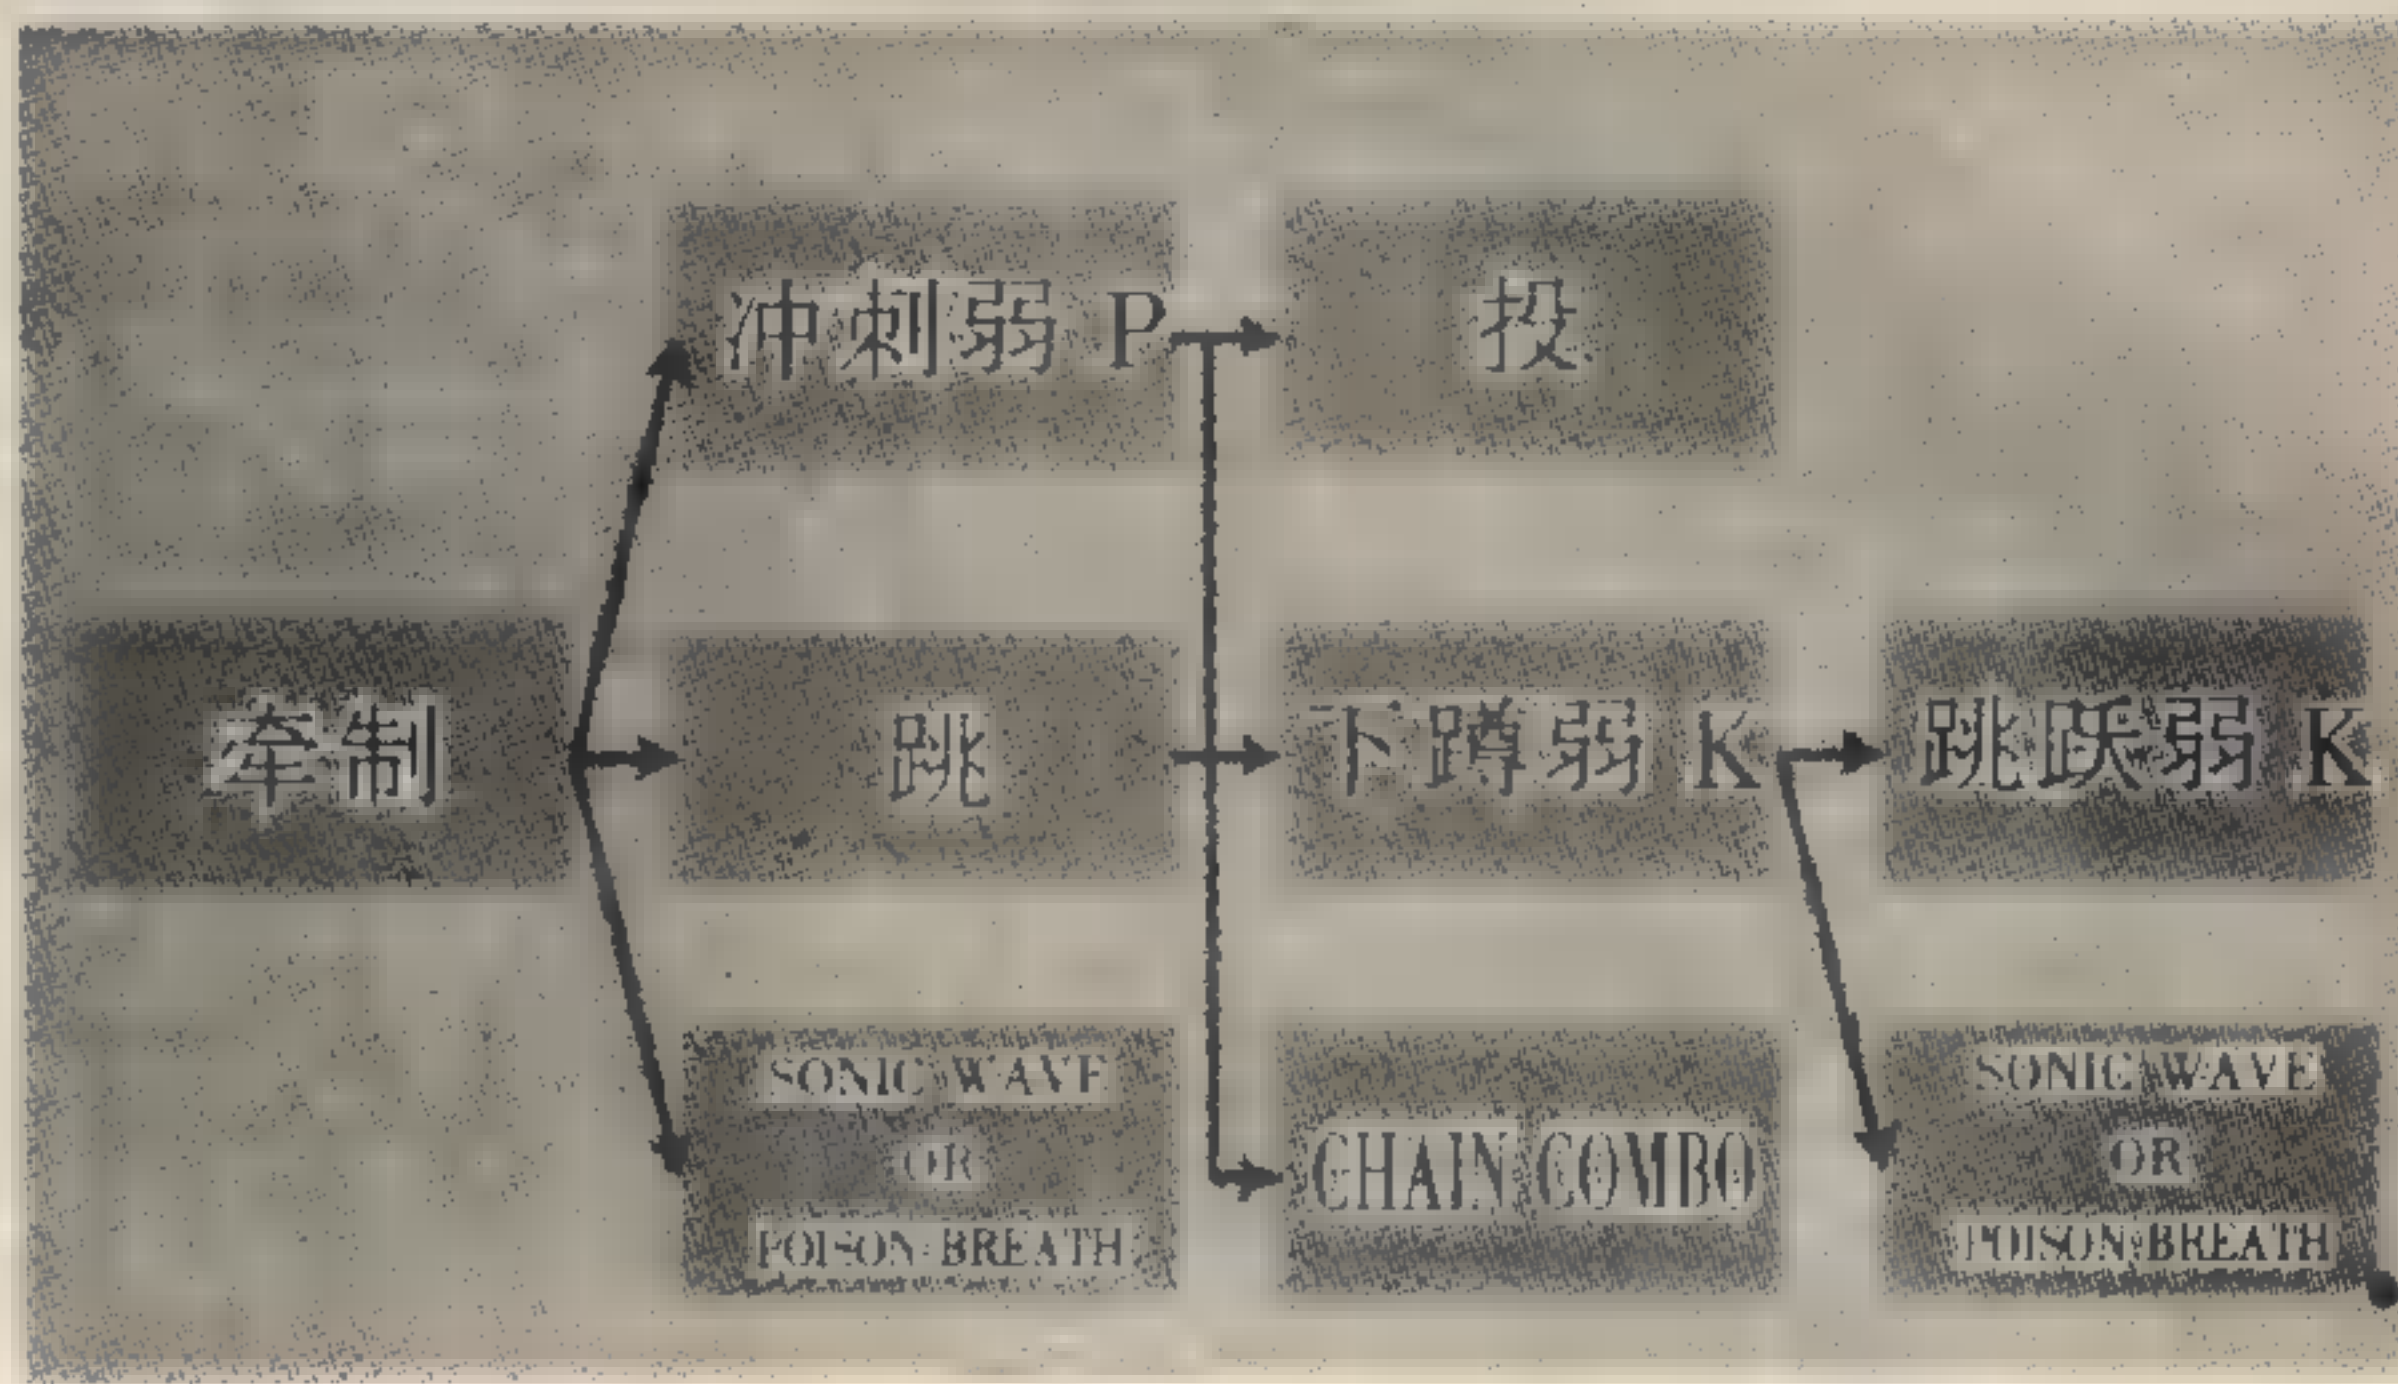 冲刺弱 P
投
牵制
跳
下蹲弱 K
跳跃弱 K
SONIC WAVE
OR
POISON BREATH
CHAIN COMBO
SONIC WAVE
OR
POISON BREATH